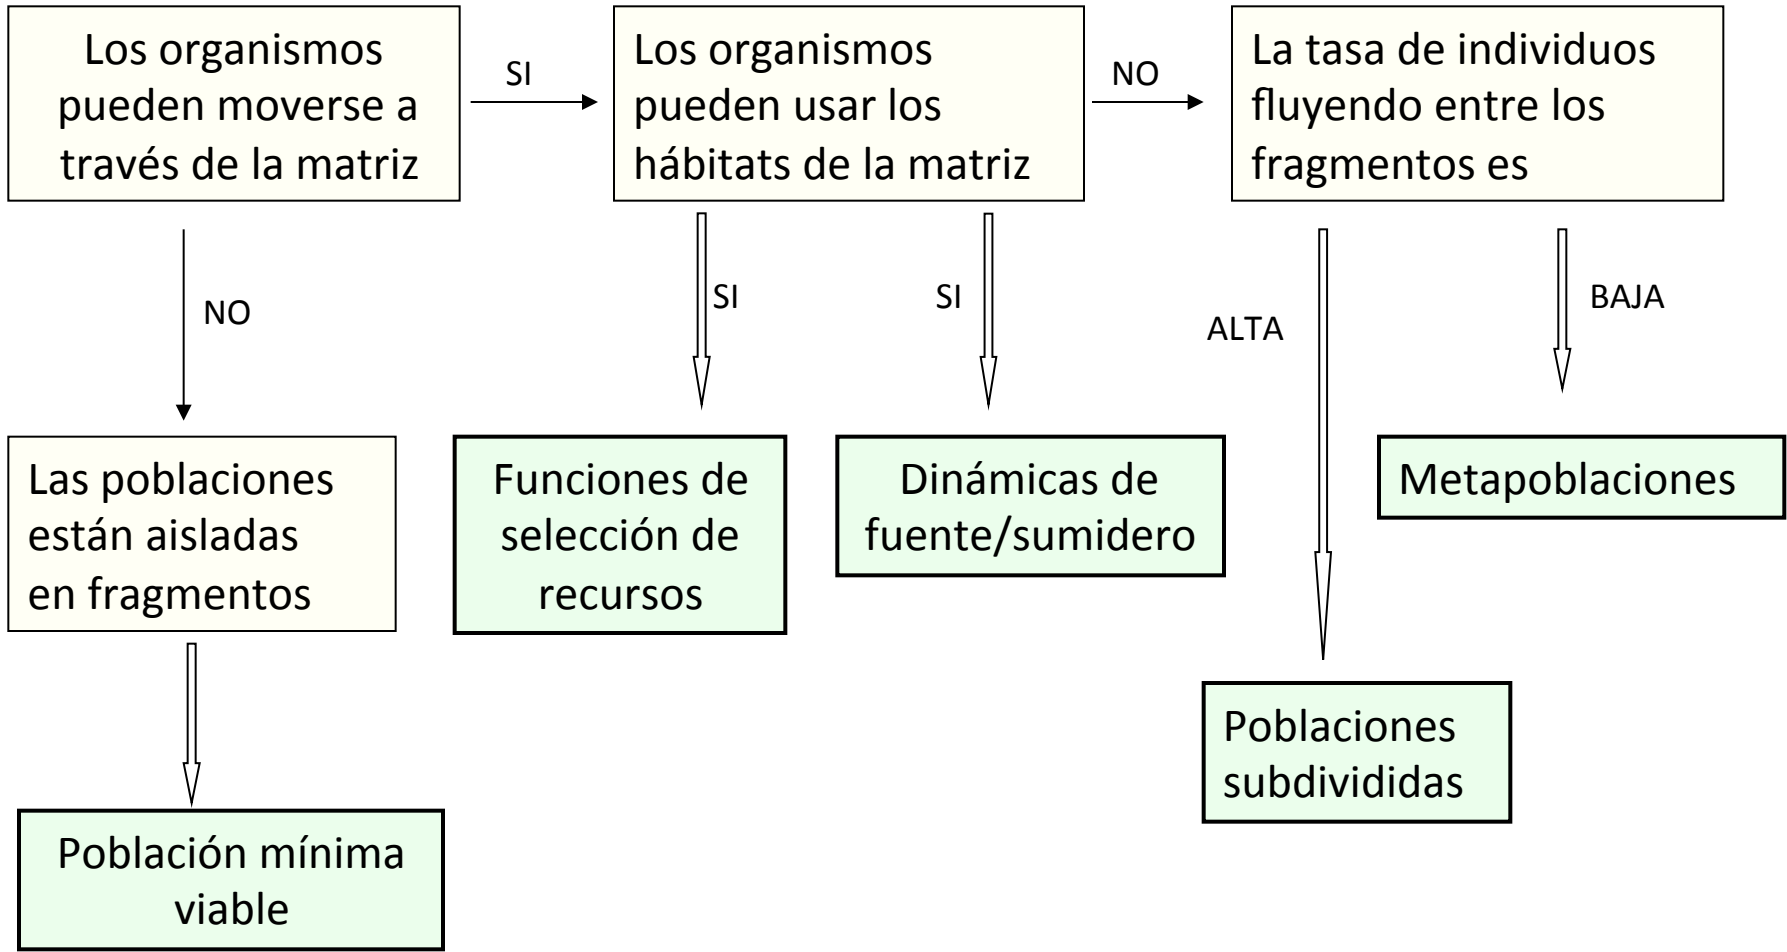 Los organismos
pueden moverse a
través de la matriz
SI
Los organismos
pueden usar los
hábitats de la matriz
NO
La tasa de individuos
fluyendo entre los
fragmentos es
NO
SI
SI
ALTA
BAJA
Las poblaciones
están aisladas
en fragmentos
Funciones de
selección de
recursos
Dinámicas de
fuente/sumidero
Metapoblaciones
Poblaciones
subdivididas
Población mínima
viable